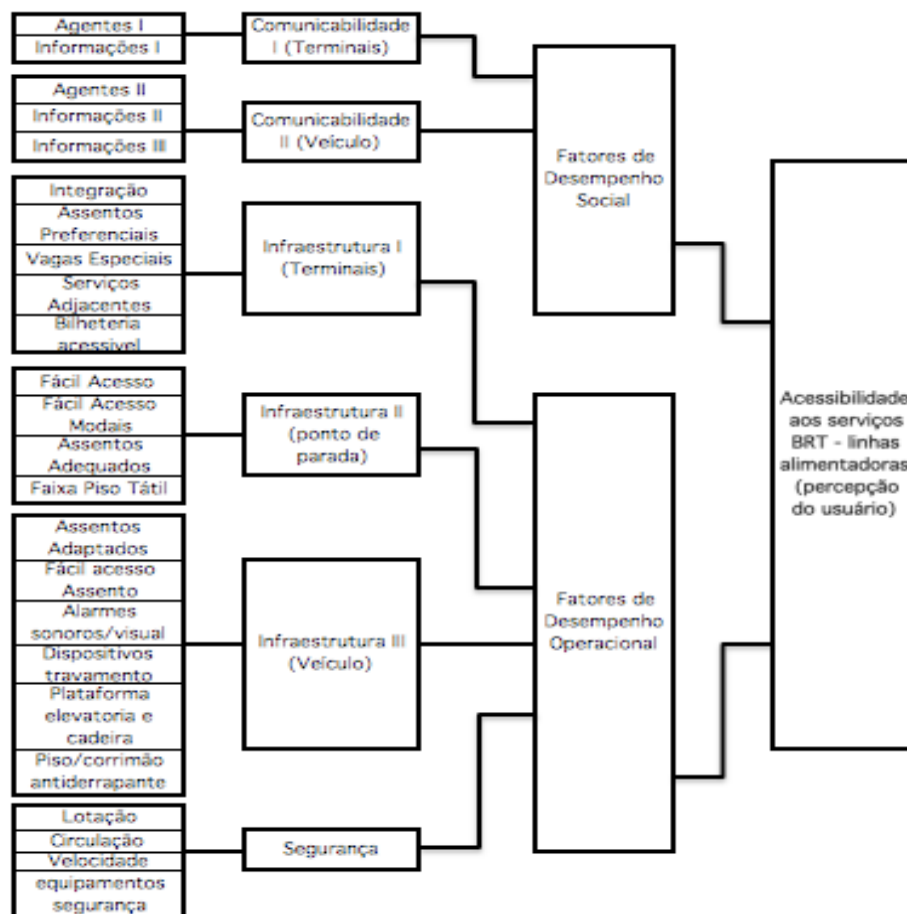 Agentes I
Informações I
Comunicabilidade
I (Terminais)
Agentes II
Informações II
Informações III
Comunicabilidade
II (Veículo)
Fatores de
Desempenho
Social
Integração
Assentos
Preferenciais
Vagas Especiais
Serviços
Adjacentes
Bilheteria
acessivel
Infraestrutura I
(Terminais)
Fácil Acesso
Fácil Acesso
Modais
Assentos
Adequados
Faixa Piso Tátil
Infraestrutura II
(ponto de
parada)
Assentos
Adaptados
Fácil acesso
Assento
Alarmes
sonoros/visual
Dispositivos
travamento
Plataforma
elevatoria e
cadeira
Piso/corrimão
antiderrapante
Infraestrutura III
(Veículo)
Lotação
Circulação
Velocidade
equipamentos
segurança
Segurança
Fatores de
Desempenho
Operacional
Acessibilidade
aos serviços
BRT - linhas
alimentadoras
(percepção
do usuário)